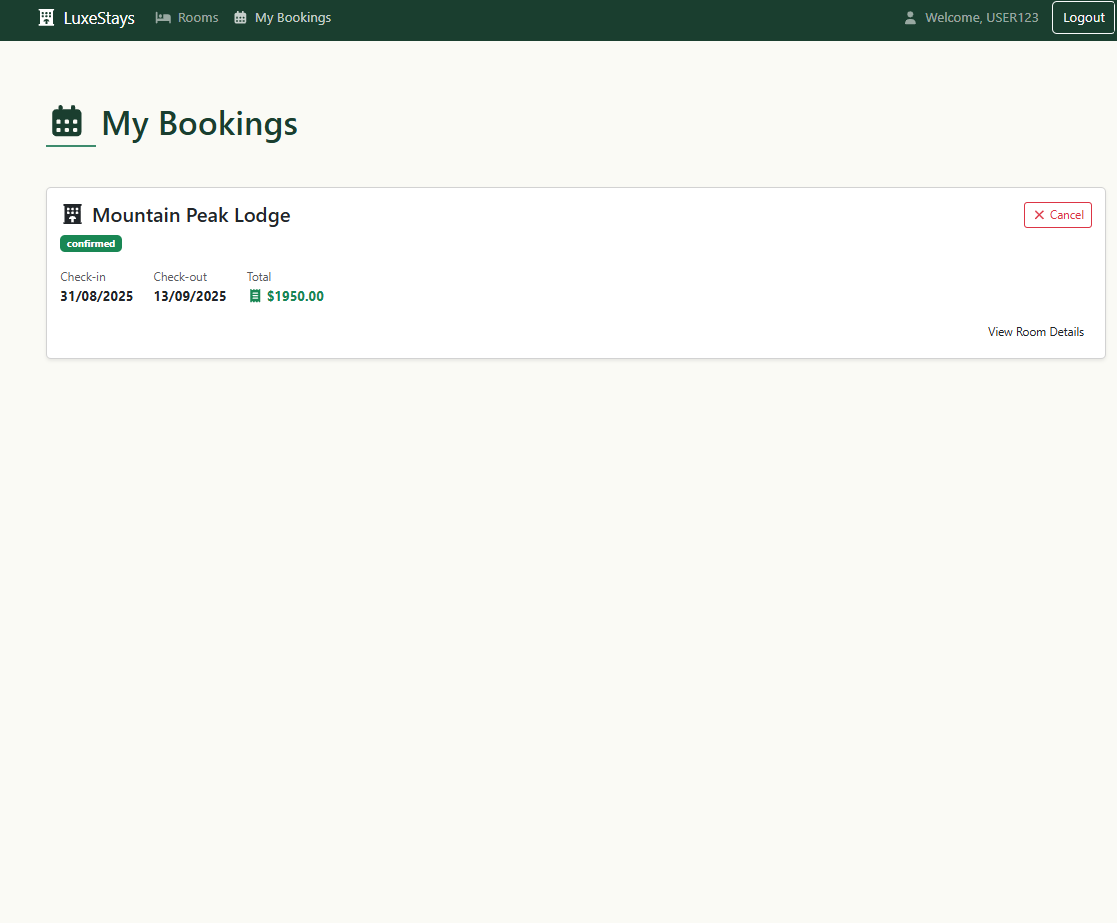 LuxeStays Rooms My Bookings Welcome, USER123 Logout
My Bookings
Mountain Peak Lodge Cancel
confirmed
Check-in Check-out Total
31/08/2025 13/09/2025 $1950.00
View Room Details